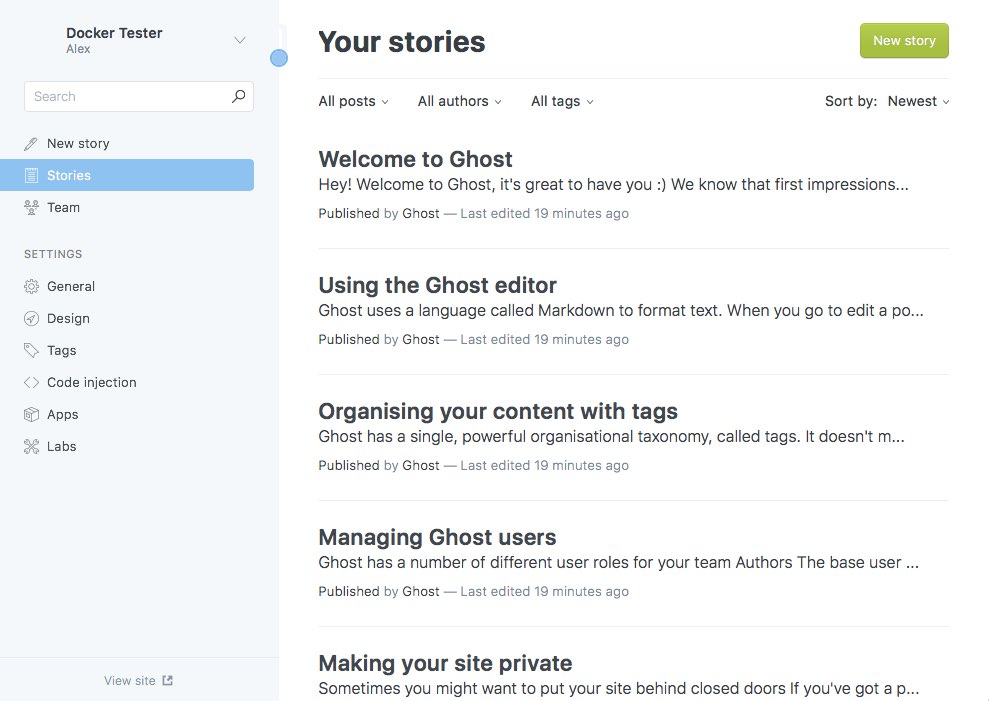 Docker Tester
Alex
Search
New story
Stories
Team
SETTINGS
General
Design
Tags
Code injection
Apps
Labs
View site
Your stories
New story
All posts All authors All tags Sort by: Newest
Welcome to Ghost
Hey! Welcome to Ghost, it's great to have you :) We know that first impressions...
Published by Ghost — Last edited 19 minutes ago
Using the Ghost editor
Ghost uses a language called Markdown to format text. When you go to edit a po...
Published by Ghost — Last edited 19 minutes ago
Organising your content with tags
Ghost has a single, powerful organisational taxonomy, called tags. It doesn't m...
Published by Ghost — Last edited 19 minutes ago
Managing Ghost users
Ghost has a number of different user roles for your team Authors The base user ...
Published by Ghost — Last edited 19 minutes ago
Making your site private
Sometimes you might want to put your site behind closed doors If you've got a p...